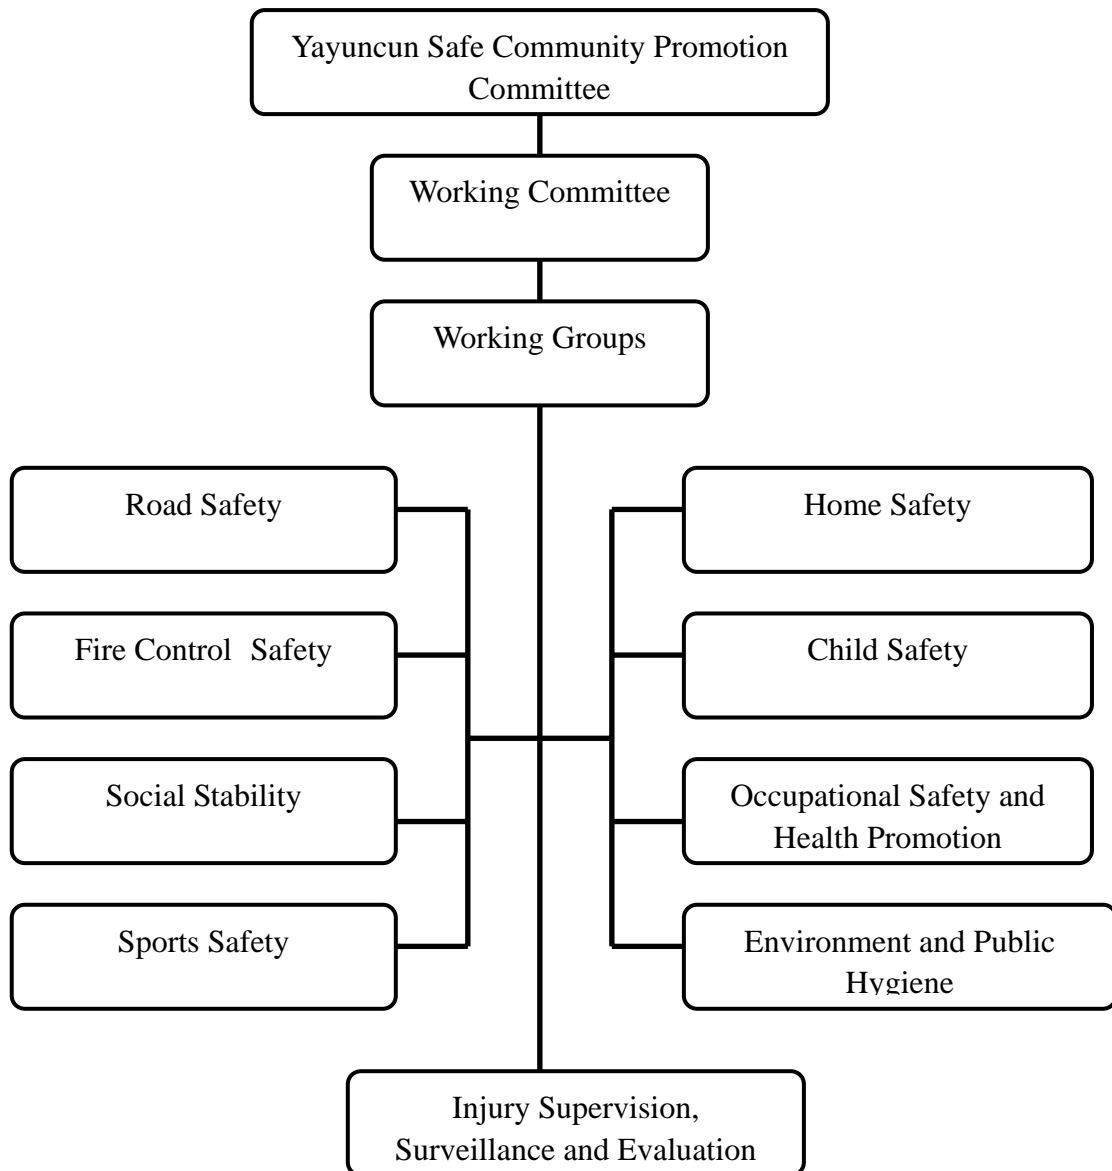 Yayuncun Safe Community Promotion
Committee
Working Committee
Working Groups
Road Safety
Home Safety
Fire Control  Safety
Child Safety
Social Stability
Occupational Safety and
Health Promotion
Sports Safety
Environment and Public
Hygiene
Injury Supervision,
Surveillance and Evaluation